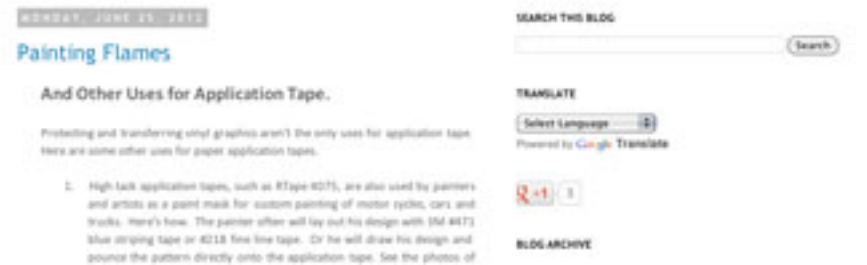 MONDAY, JUNE 25, 2012
Painting Flames
And Other Uses for Application Tape.
Protecting and transferring vinyl graphics aren't the only uses for application tape.
Here are some other uses for paper application tapes.
1. High tack application tapes, such as RTape 4075, are also used by painters
and artists as a paint mask for custom painting of motor cycles, cars and
trucks. Here's how. The painter often will lay out his design with 3M #471
blue striping tape or #218 fine line tape. Or he will draw his design and
pounce the pattern directly onto the application tape. See the photos of
SEARCH THIS BLOG
Search
TRANSLATE
Select Language
Powered by Google Translate
+1
3
BLOG ARCHIVE